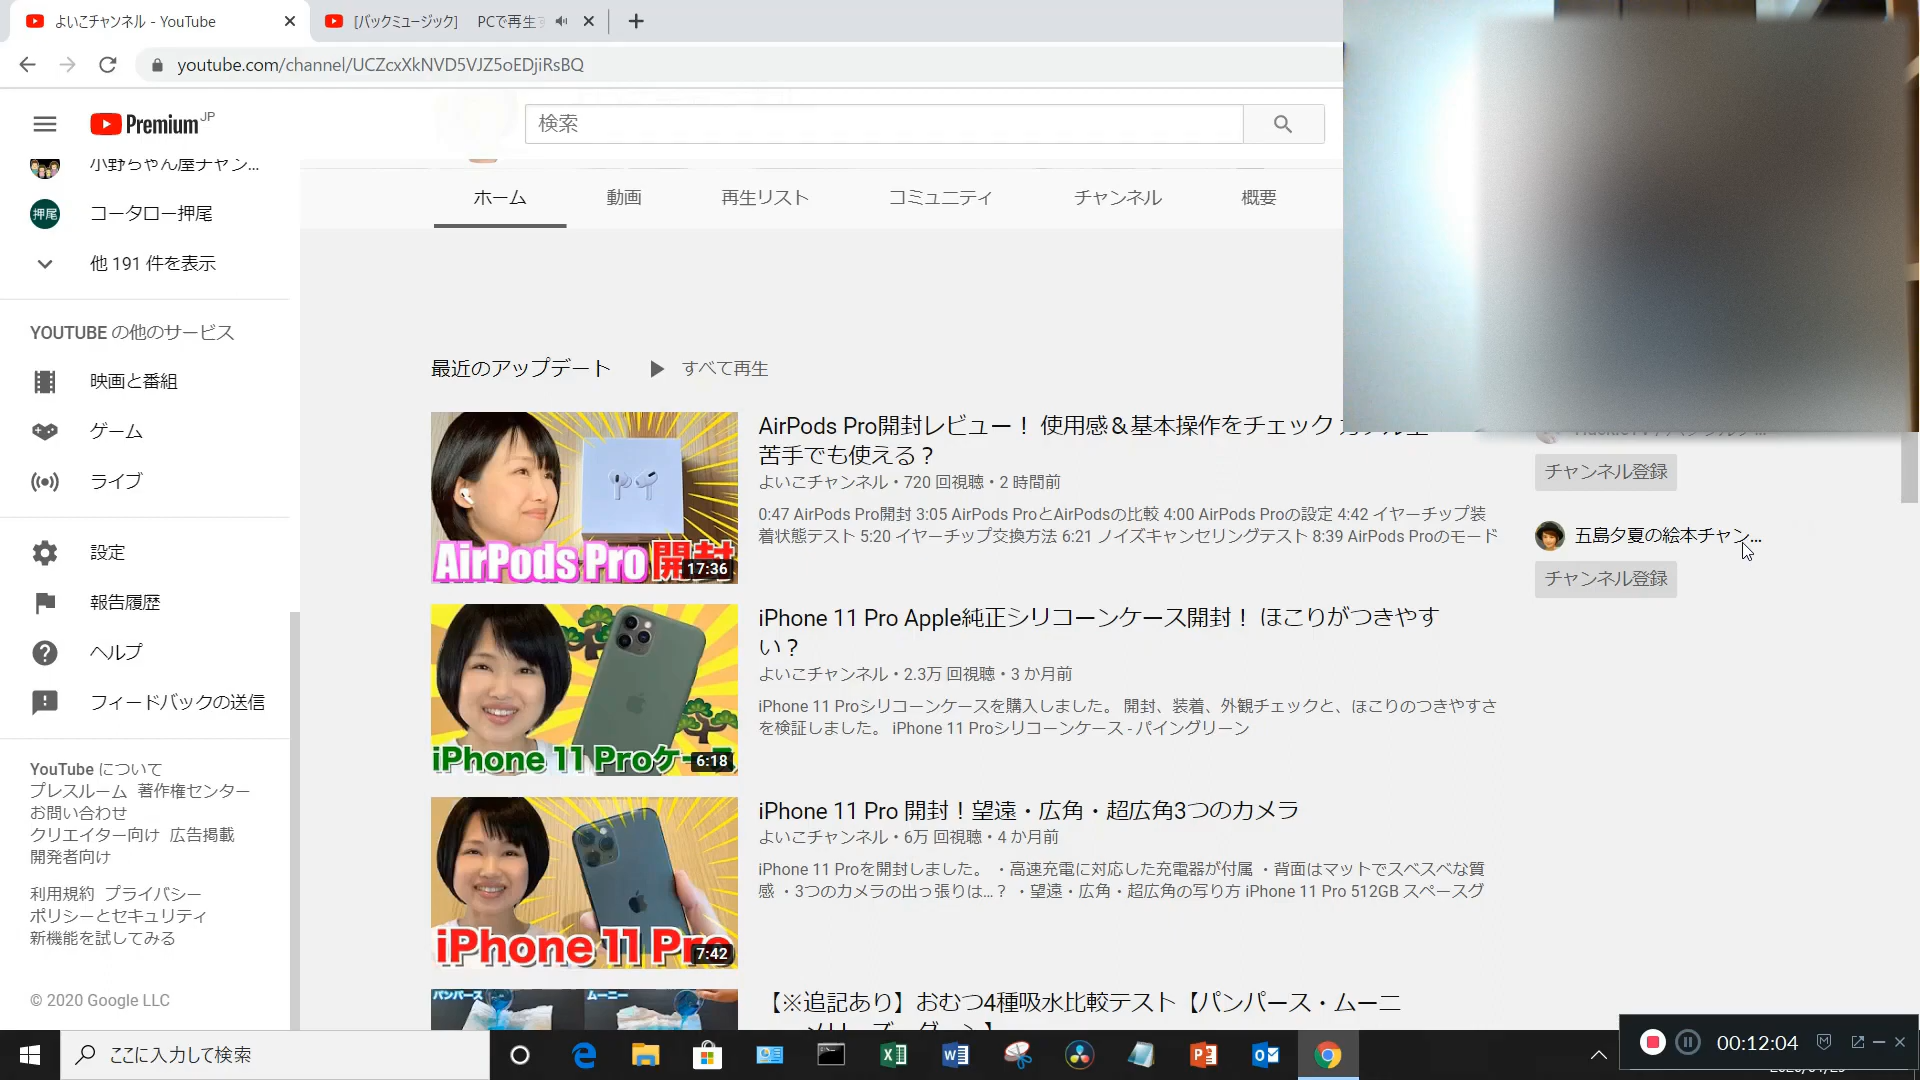 よいこチャンネル - YouTube
[バックミュージック] PCで再生
youtube.com/channel/UCZcxXkNVD5VJZ5oEDjiRsBQ
Premium JP
検索
小野ちゃん屋チャン...
押尾 コータロー押尾
他 191 件を表示
YOUTUBE の他のサービス
映画と番組
ゲーム
ライブ
設定
報告履歴
ヘルプ
フィードバックの送信
YouTube について
プレスルーム 著作権センター
お問い合わせ
クリエイター向け 広告掲載
開発者向け
利用規約 プライバシー
ポリシーとセキュリティ
新機能を試してみる
© 2020 Google LLC
ホーム 動画 再生リスト コミュニティ チャンネル 概要
最近のアップデート すべて再生
AirPods Pro 開封
17:36
AirPods Pro開封レビュー！ 使用感＆基本操作をチェック
苦手でも使える？
よいこチャンネル・720 回視聴・2 時間前
0:47 AirPods Pro開封 3:05 AirPods ProとAirPodsの比較 4:00 AirPods Proの設定 4:42 イヤーチップ装
着状態テスト 5:20 イヤーチップ交換方法 6:21 ノイズキャンセリングテスト 8:39 AirPods Proのモード
iPhone 11 Proケース
6:18
iPhone 11 Pro Apple純正シリコーンケース開封！ ほこりがつきやす
い？
よいこチャンネル・2.3万 回視聴・3 か月前
iPhone 11 Proシリコーンケースを購入しました。 開封、装着、外観チェックと、ほこりのつきやすさ
を検証しました。 iPhone 11 Proシリコーンケース - パイングリーン
iPhone 11 Pro
7:42
iPhone 11 Pro 開封！望遠・広角・超広角3つのカメラ
よいこチャンネル・6万 回視聴・4 か月前
iPhone 11 Proを開封しました。 ・高速充電に対応した充電器が付属 ・背面はマットでスベスベな質
感 ・3つのカメラの出っ張りは...？ ・望遠・広角・超広角の写り方 iPhone 11 Pro 512GB スペースグ
パンパース ムーニー
【※追記あり】おむつ4種吸水比較テスト【パンパース・ムーニ
チャンネル登録
五島夕夏の絵本チャン...
チャンネル登録
ここに入力して検索
00:12:04